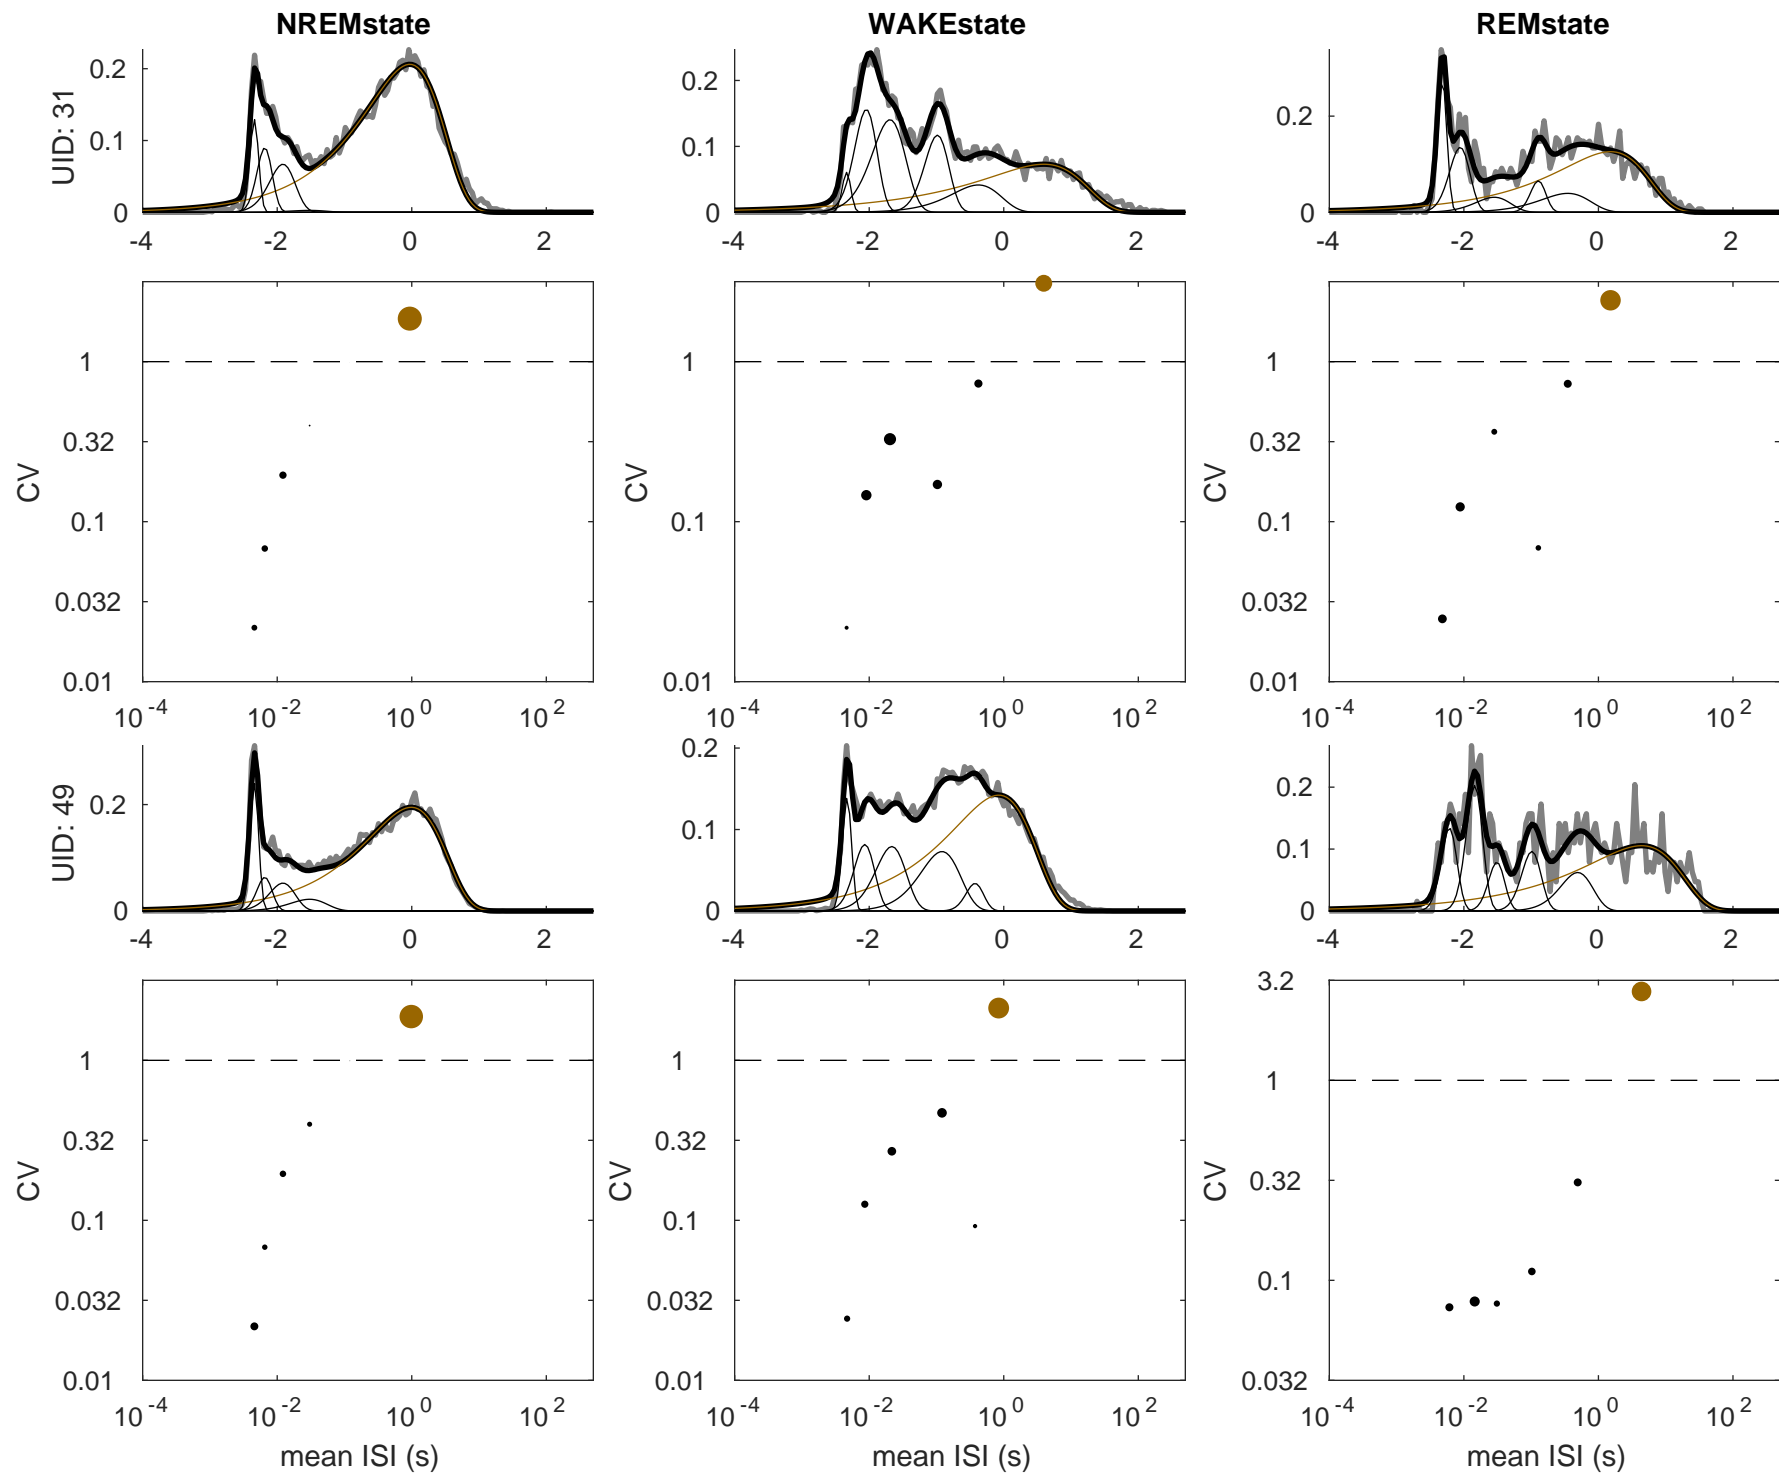 NREMstate WAKEstate REMstate
UID: 31
0.2 0.1 0
-4 -2 0 2
0.2 0.1 0
-4 -2 0 2
0.2 0
-4 -2 0 2
CV
1 0.32 0.1 0.032 0.01
10^-4 10^-2 10^0 10^2
CV
1 0.1 0.01
10^-4 10^-2 10^0 10^2
CV
1 0.32 0.1 0.032 0.01
10^-4 10^-2 10^0 10^2
UID: 49
0.2 0
-4 -2 0 2
0.2 0.1 0
-4 -2 0 2
0.2 0.1 0
-4 -2 0 2
CV
1 0.32 0.1 0.032 0.01
10^-4 10^-2 10^0 10^2
mean ISI (s)
CV
1 0.32 0.1 0.032 0.01
10^-4 10^-2 10^0 10^2
mean ISI (s)
CV
3.2 1 0.32 0.1 0.032
10^-4 10^-2 10^0 10^2
mean ISI (s)